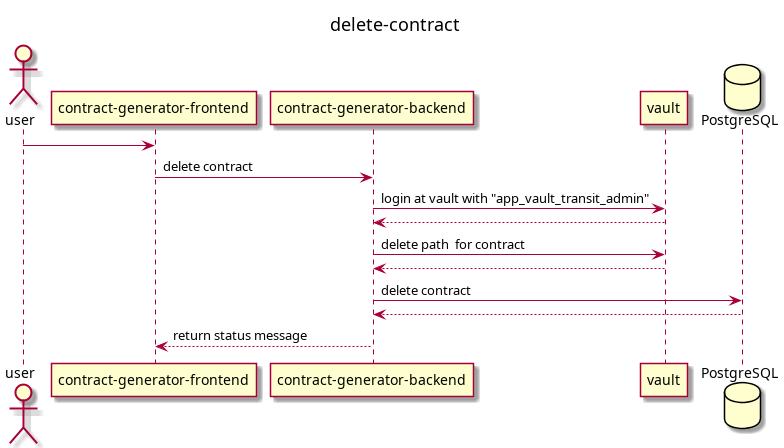 delete-contract
user
contract-generator-frontend
contract-generator-backend
vault
PostgreSQL
delete contract
login at vault with "app_vault_transit_admin"
delete path  for contract
delete contract
return status message
user
contract-generator-frontend
contract-generator-backend
vault
PostgreSQL